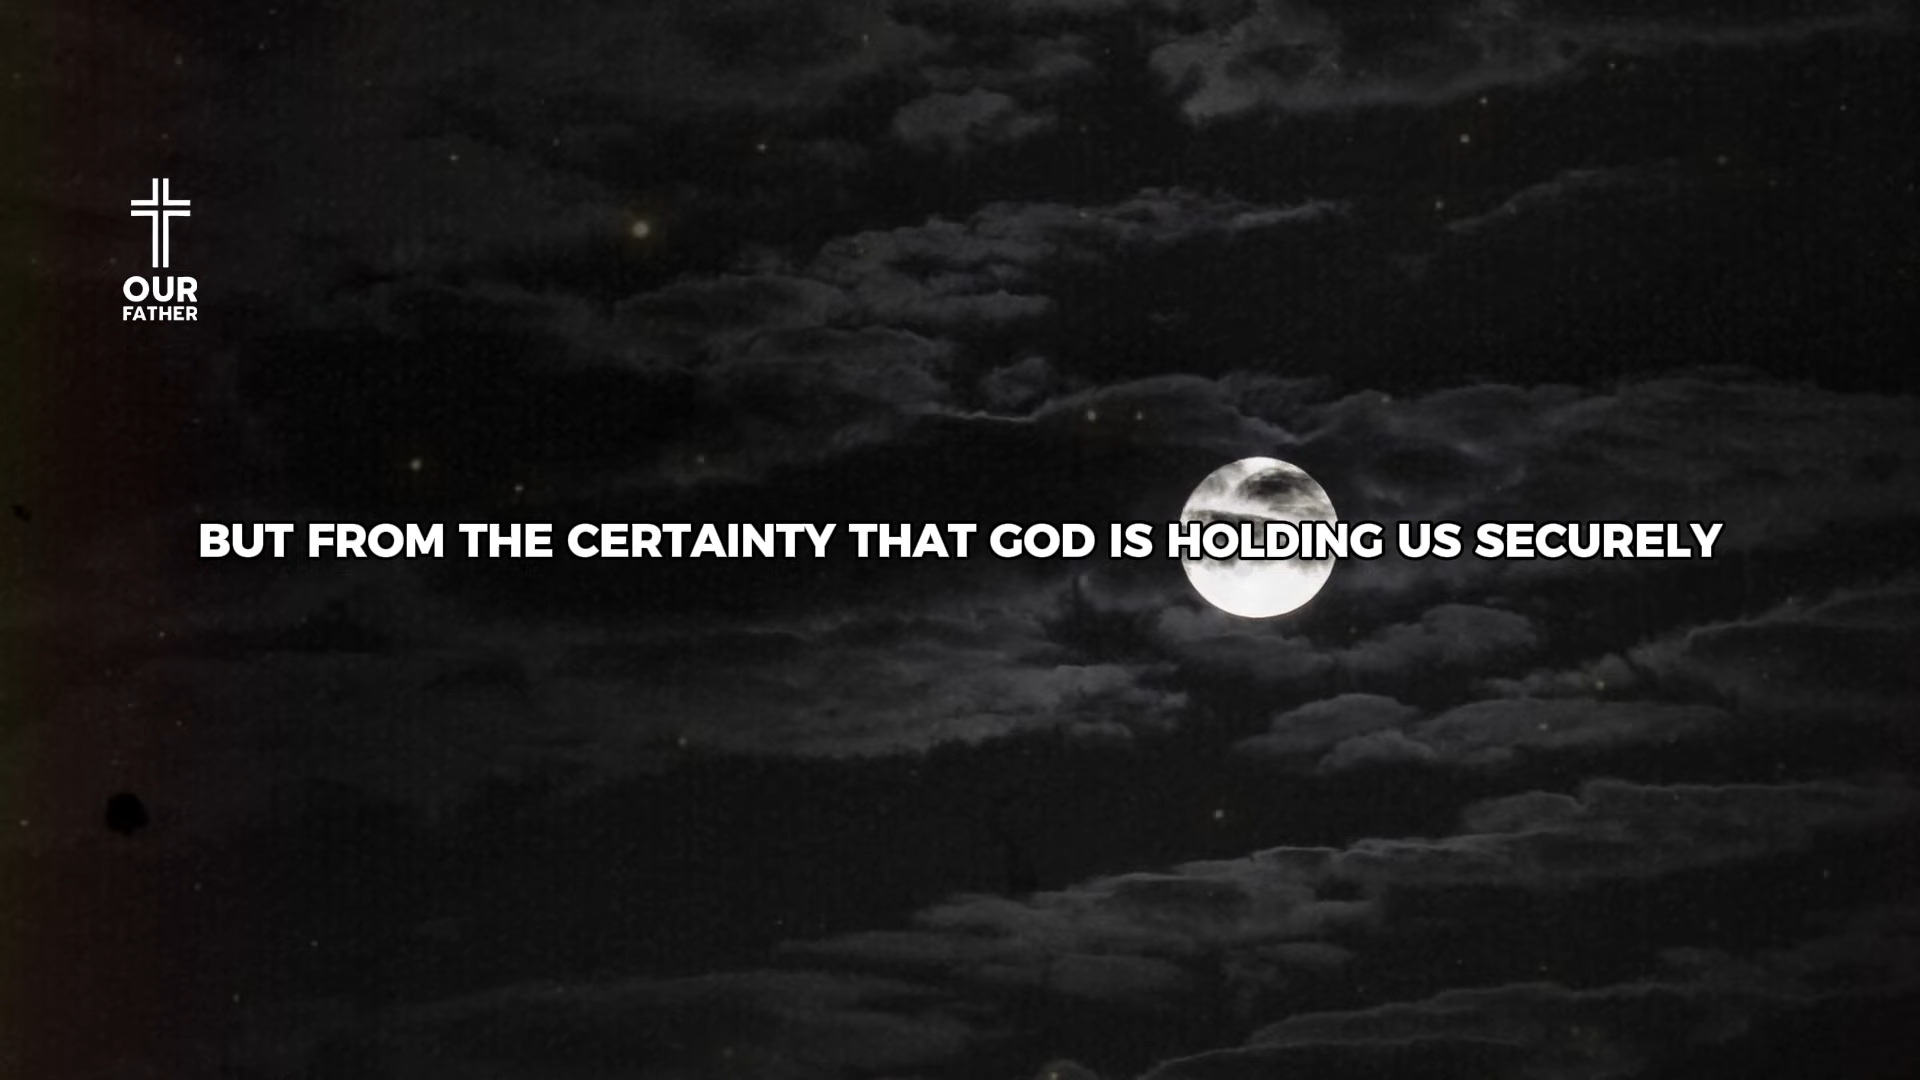 OUR
FATHER
BUT FROM THE CERTAINTY THAT GOD IS HOLDING US SECURELY